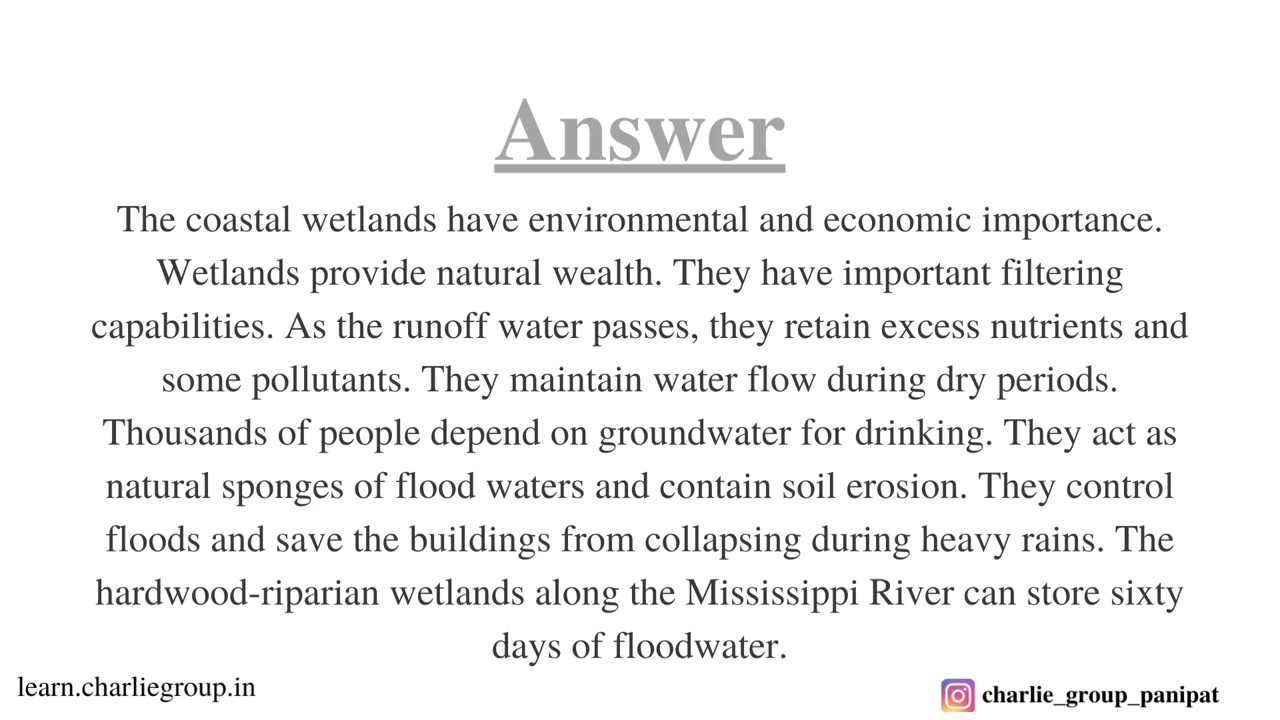 Answer
The coastal wetlands have environmental and economic importance.
Wetlands provide natural wealth. They have important filtering
capabilities. As the runoff water passes, they retain excess nutrients and
some pollutants. They maintain water flow during dry periods.
Thousands of people depend on groundwater for drinking. They act as
natural sponges of flood waters and contain soil erosion. They control
floods and save the buildings from collapsing during heavy rains. The
hardwood-riparian wetlands along the Mississippi River can store sixty
days of floodwater.
learn.charliegroup.in
charlie_group_panipat